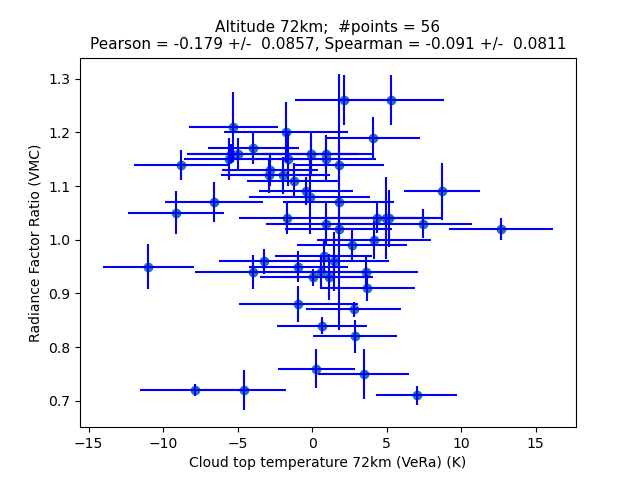 Altitude 72km;  #points = 56
Pearson = -0.179 +/-  0.0857, Spearman = -0.091 +/-  0.0811
1.3
1.2
1.1
1.0
0.9
0.8
0.7
Radiance Factor Ratio (VMC)
−15 −10 −5 0 5 10 15
Cloud top temperature 72km (VeRa) (K)